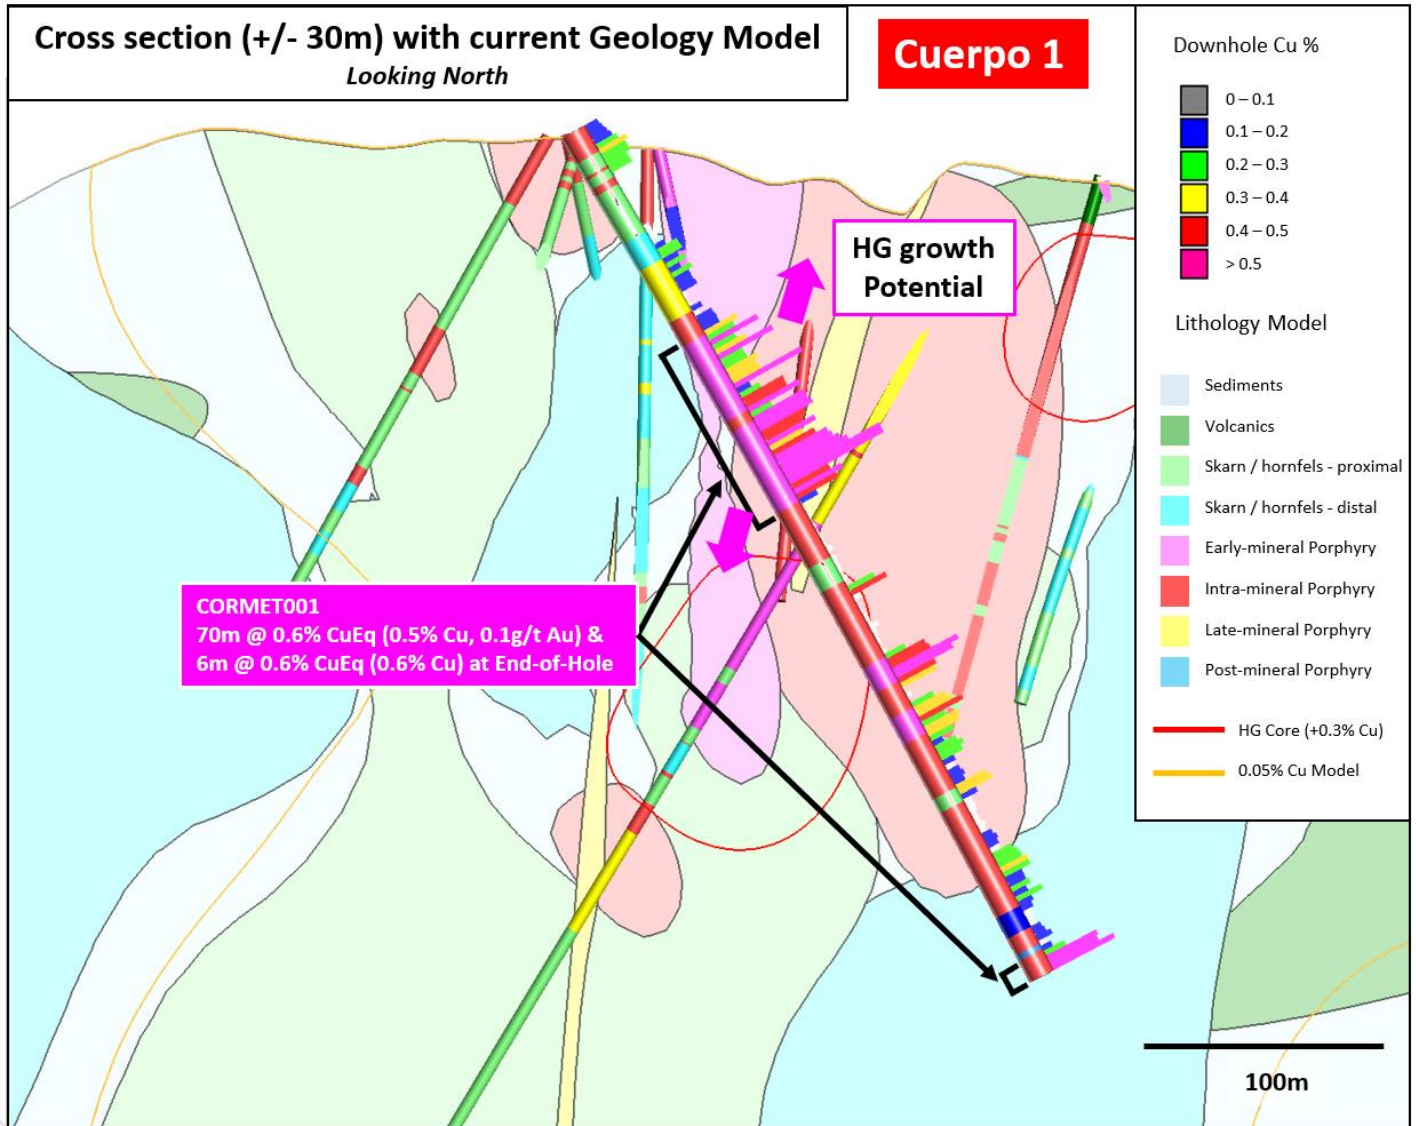 Cross section (+/- 30m) with current Geology Model
Looking North
Cuerpo 1
Downhole Cu %
0 – 0.1
0.1 – 0.2
0.2 – 0.3
0.3 – 0.4
0.4 – 0.5
> 0.5
Lithology Model
Sediments
Volcanics
Skarn / hornfels - proximal
Skarn / hornfels - distal
Early-mineral Porphyry
Intra-mineral Porphyry
Late-mineral Porphyry
Post-mineral Porphyry
HG Core (+0.3% Cu)
0.05% Cu Model
HG growth
Potential
CORMET001
70m @ 0.6% CuEq (0.5% Cu, 0.1g/t Au) &
6m @ 0.6% CuEq (0.6% Cu) at End-of-Hole
100m